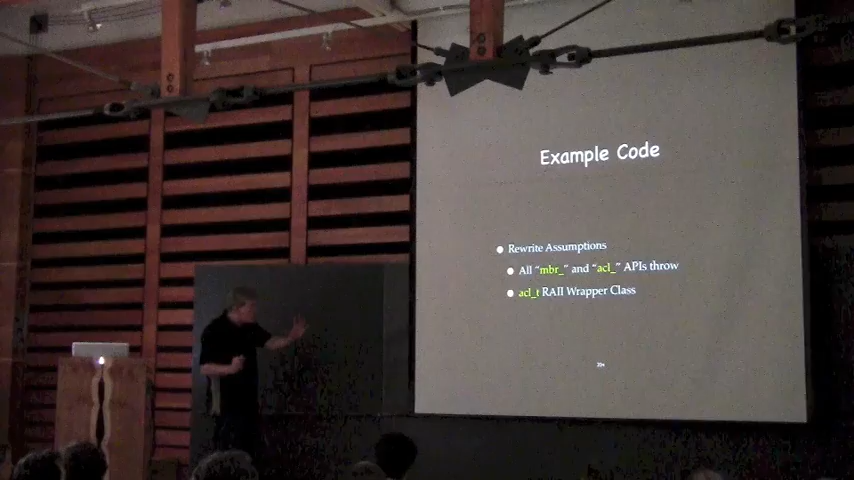 Example Code
Rewrite Assumptions
All “mbr_” and “acl_” APIs throw
acl_t RAII Wrapper Class